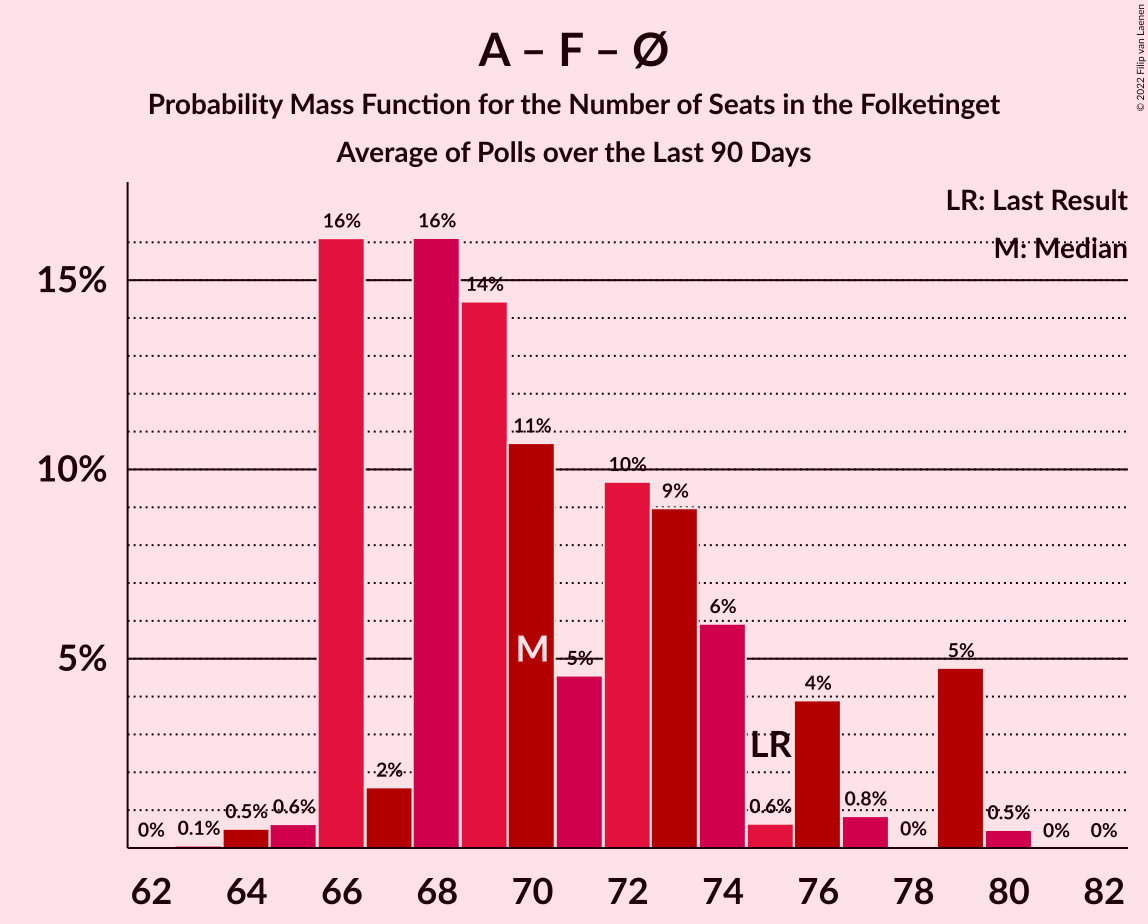 A – F – Ø
Probability Mass Function for the Number of Seats in the Folketinget
Average of Polls over the Last 90 Days
© 2022 Filip van Laenen
LR: Last Result
M: Median
15%
10%
5%
0%
0.1%
0.5%
0.6%
16%
2%
16%
14%
11%
5%
10%
9%
6%
0.6%
4%
0.8%
0%
5%
0.5%
0%
0%
M
LR
62 64 66 68 70 72 74 76 78 80 82